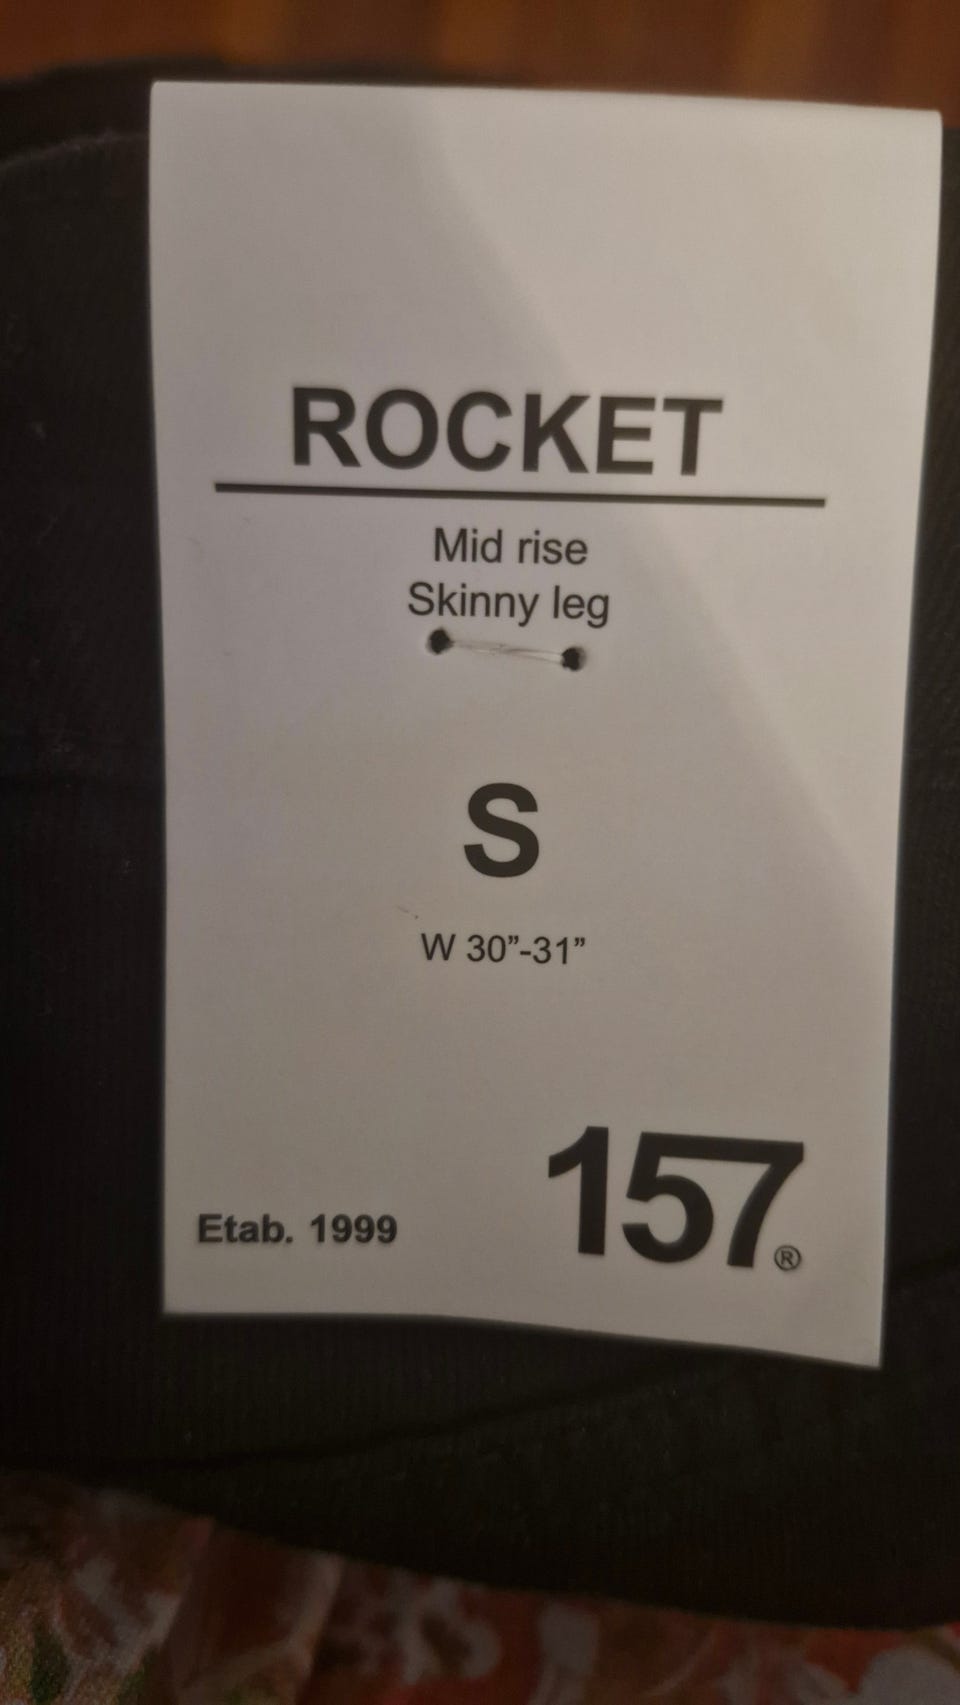 ROCKET
Mid rise
Skinny leg
S
W 30”-31”
Etab. 1999
157®